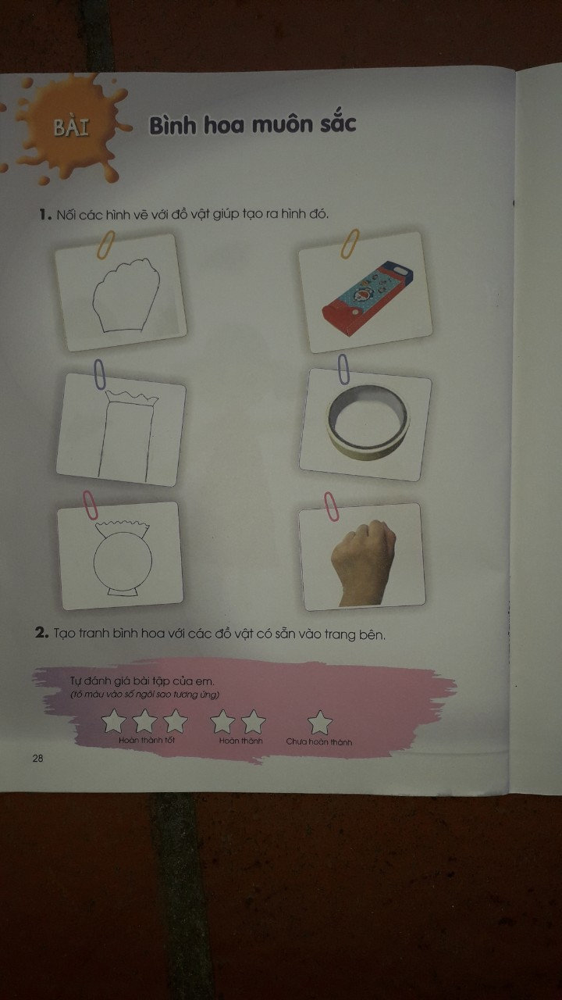 BÀI
Bình hoa muôn sắc
1. Nối các hình vẽ với đồ vật giúp tạo ra hình đó.
2. Tạo tranh bình hoa với các đồ vật có sẵn vào trang bên.
Tự đánh giá bài tập của em.
(tô màu vào số ngôi sao tương ứng)
Hoàn thành tốt
Hoàn thành
Chưa hoàn thành
28